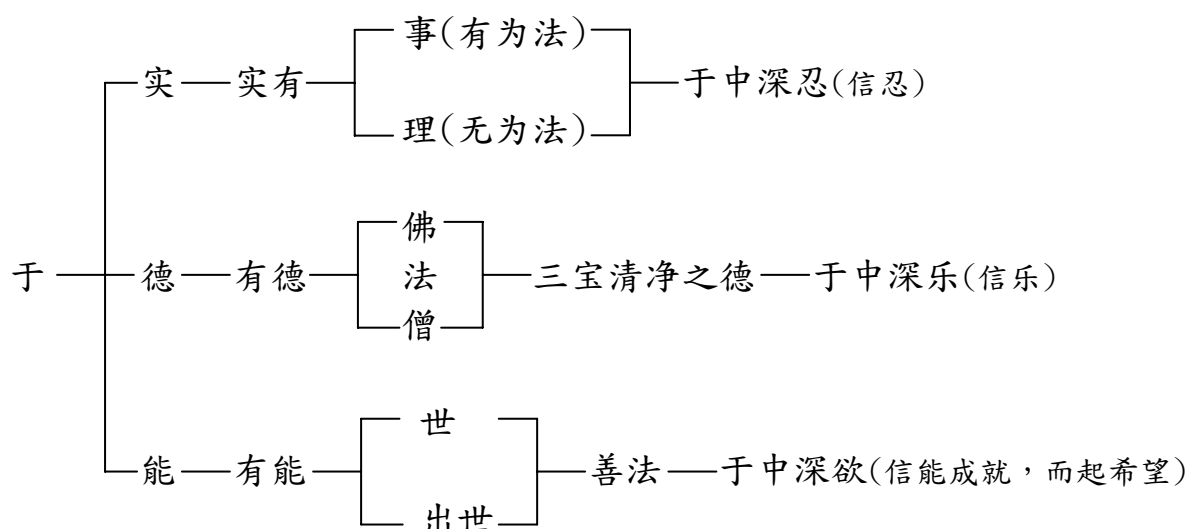 事(有为法)
实 实有 于中深忍(信忍)
理(无为法)
佛
于 德 有德 法 三宝清净之德 于中深乐(信乐)
僧
世
能 有能 善法 于中深欲(信能成就，而起希望)
出世